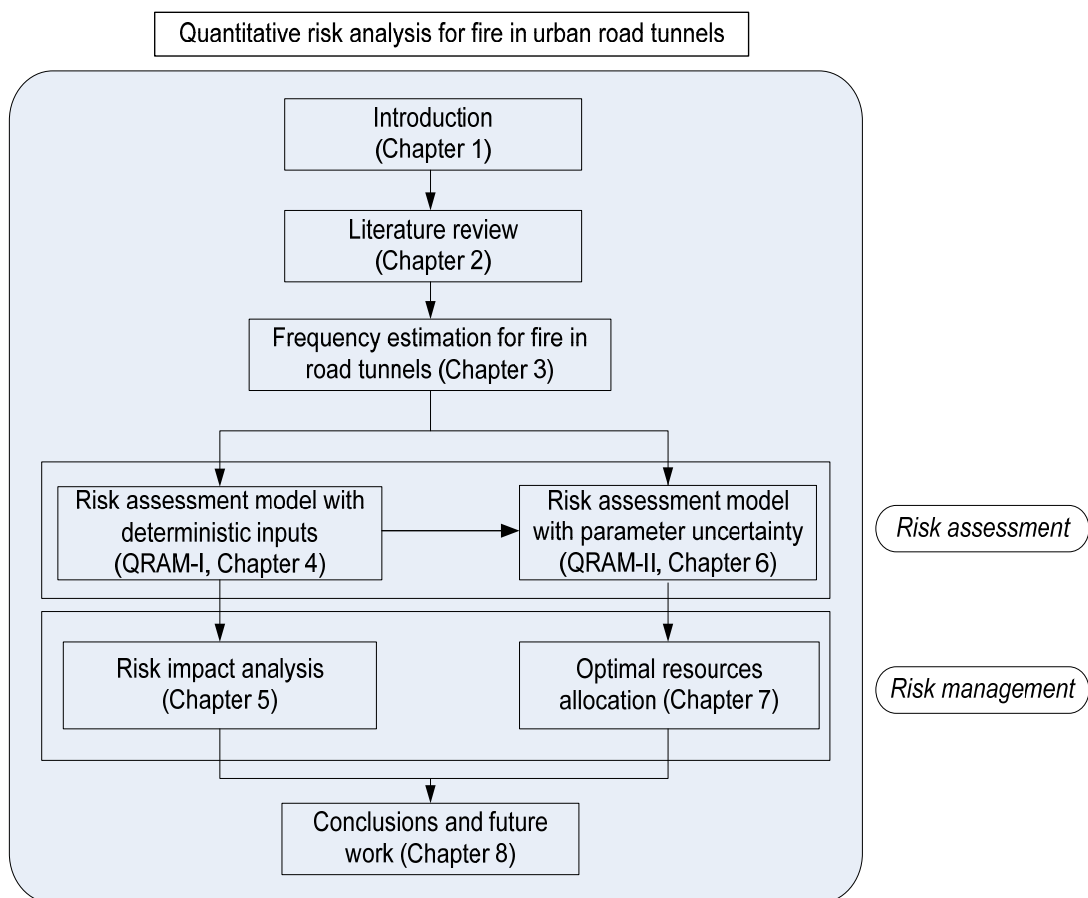 Quantitative risk analysis for fire in urban road tunnels
Introduction
(Chapter 1)
Literature review
(Chapter 2)
Frequency estimation for fire in
road tunnels (Chapter 3)
Risk assessment model with
deterministic inputs
(QRAM-I, Chapter 4)
Risk assessment model
with parameter uncertainty
(QRAM-II, Chapter 6)
Risk assessment
Risk impact analysis
(Chapter 5)
Optimal resources
allocation (Chapter 7)
Risk management
Conclusions and future
work (Chapter 8)